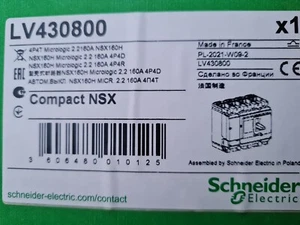 LV430800
x1
4P4T Micrologic 2.2 160A NSX160H
NSX160H Micrologic 2.2 160A 4P4D
NSX160H Micrologic 2.2 160A 4P4R
NSX160H Micrologic 2.2 160A 4P4D
NSX160H MICR. 2.2 160A 4П4Т
Made in France
PL-2021-W09-2
LV430800
Сделано во Франции
法国制造
Compact NSX
3 606480 010125
Assembled by Schneider Electric in Poland
schneider-electric.com/green
Schneider
Electric